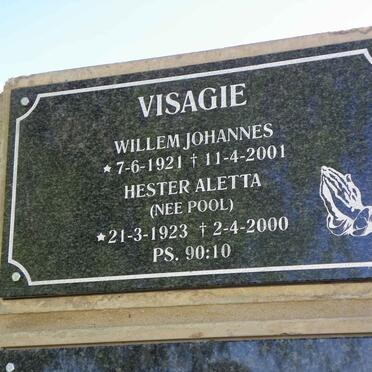 VISAGIE
WILLEM JOHANNES
★7-6-1921 † 11-4-2001
HESTER ALETTA
(NEE POOL)
★21-3-1923 † 2-4-2000
PS. 90:10